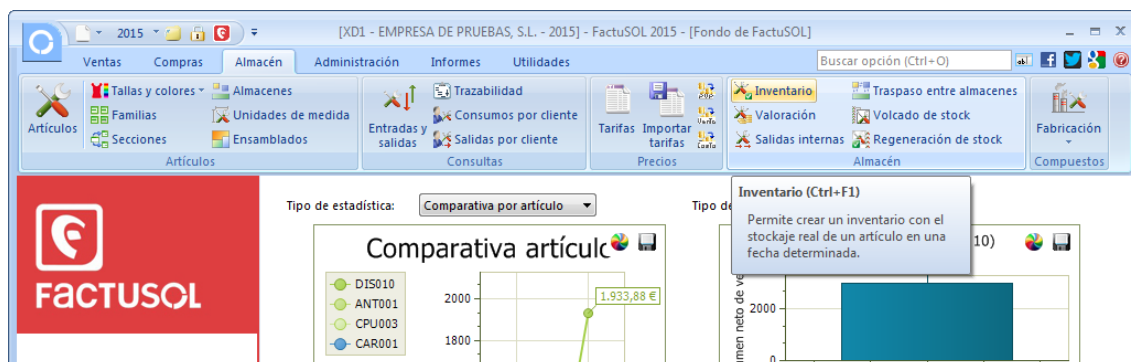 2015
[XD1 - EMPRESA DE PRUEBAS, S.L. - 2015] - FactuSOL 2015 - [Fondo de FactuSOL]
Ventas Compras Almacén Administración Informes Utilidades
Buscar opción (Ctrl+O)
Artículos
Tallas y colores
Familias
Secciones
Almacenes
Unidades de medida
Ensamblados
Artículos
Entradas y
salidas
Trazabilidad
Consumos por cliente
Salidas por cliente
Consultas
Tarifas
Importar
tarifas
Precios
Inventario
Valoración
Salidas internas
Traspaso entre almacenes
Volcado de stock
Regeneración de stock
Almacén
Fabricación
Compuestos
Inventario (Ctrl+F1)
Permite crear un inventario con el
stockaje real de un artículo en una
fecha determinada.
FACTUSOL
Tipo de estadística: Comparativa por artículo
Tipo de
Comparativa artículo
DIS010
ANT001
CPU003
CAR001
2000
1800
1.933,88 €
10)
men neto de ve
2000
0